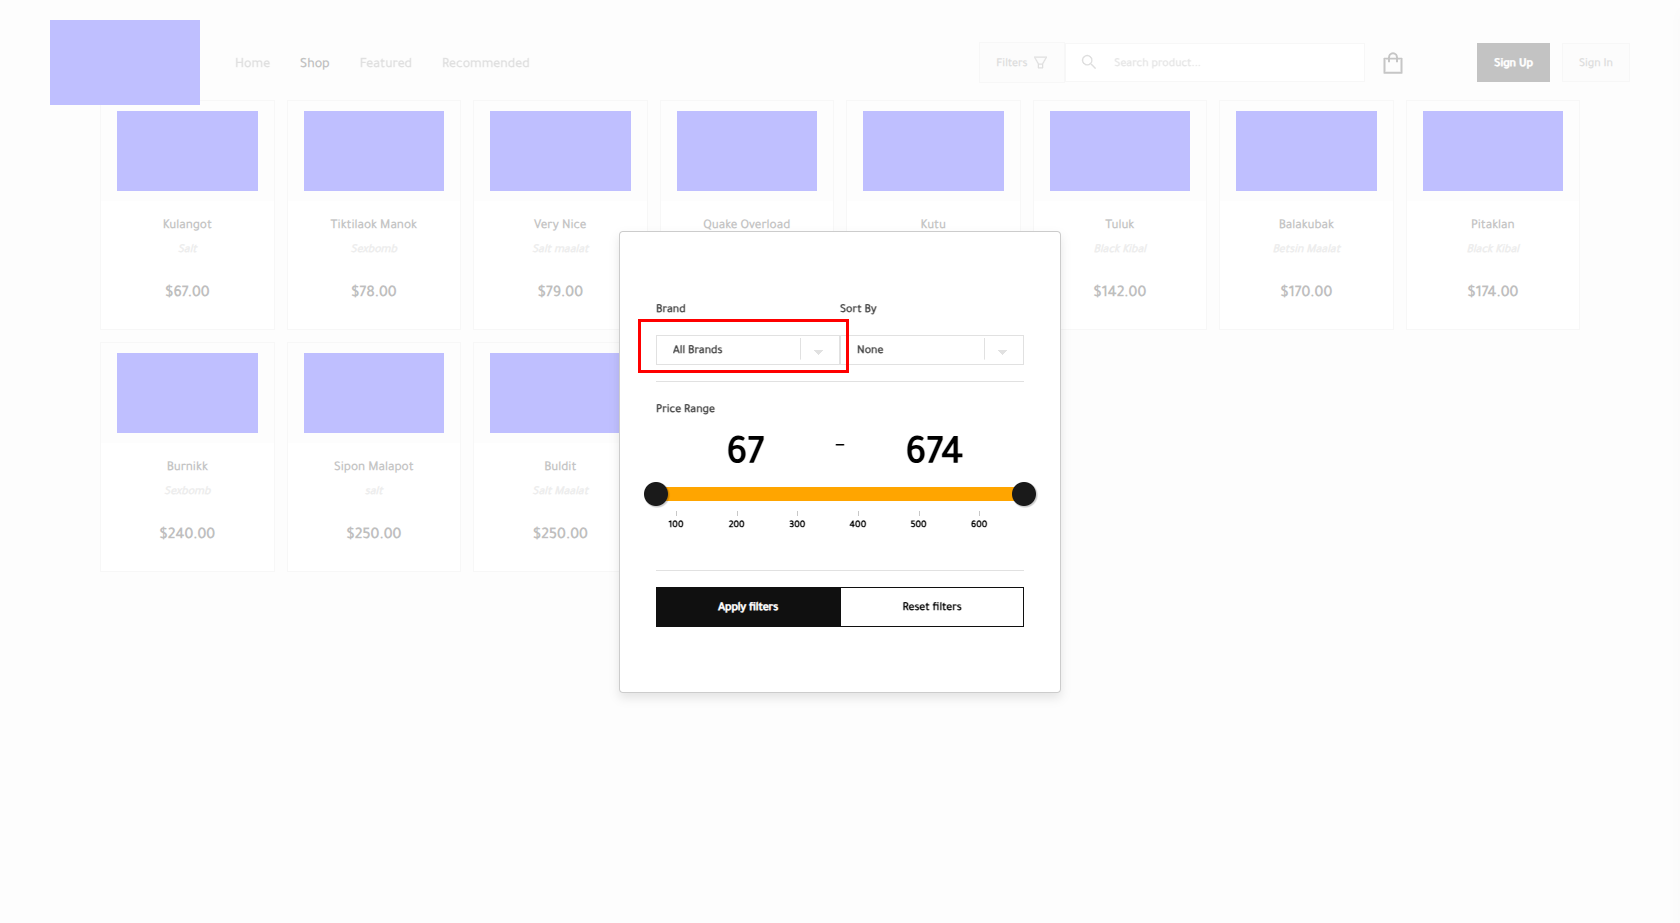 Home Shop Featured Recommended Filters Search product... Sign Up Sign In
Kulangot Tiktilaok Manok Very Nice Quake Overload Kutu Tuluk Balakubak Pitaklan
Salt Sexbomb Salt maalat Black Kibal Betsin Maalat Black Kibal
$67.00 $78.00 $79.00 $142.00 $170.00 $174.00
Brand Sort By
All Brands None
Price Range
67 - 674
100 200 300 400 500 600
Burnikk Sipon Malapot Buldit
Sexbomb salt Salt Maalat
$240.00 $250.00 $250.00
Apply filters Reset filters